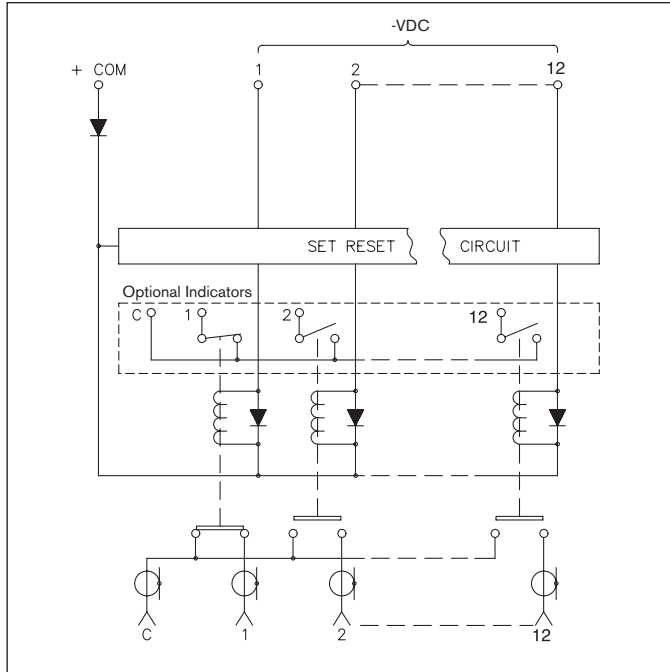 -VDC
+ COM
1 2 12
SET RESET CIRCUIT
Optional Indicators
C 1 2 12
C 1 2 12